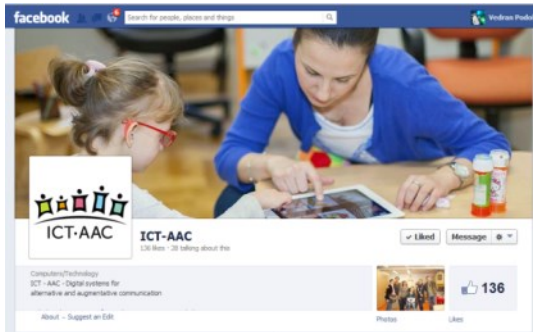 facebook
6
Search for people, places and things
Vedran Podo
ICT-AAC
ICT-AAC
136 likes · 28 talking about this
✓ Liked
Message
Computers/Technology
ICT - AAC - Digital systems for
alternative and augmentative communication
136
About – Suggest an Edit
Photos
Likes